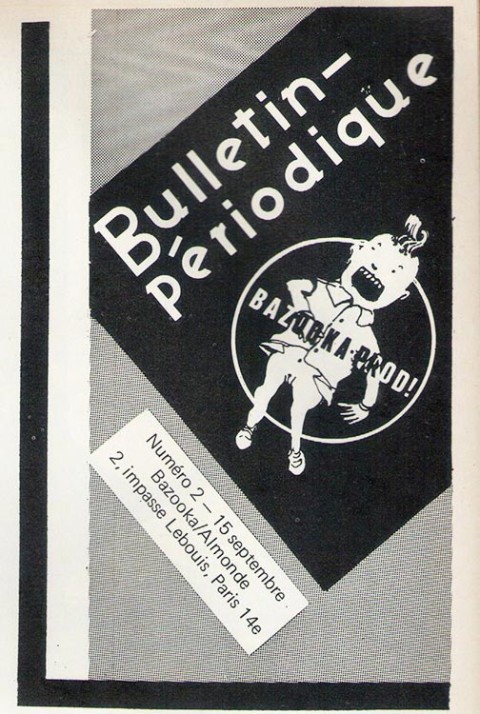 Bulletin-
périodique
BAZOOKA PROD!
Numéro 2 — 15 septembre
Bazooka/Almonde
2, impasse Lebouis, Paris 14e